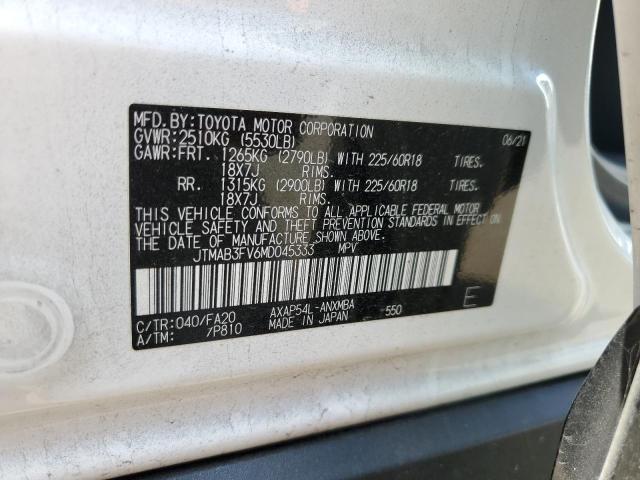 MFD.BY:TOYOTA MOTOR CORPORATION 06/21
GVWR:2510KG (5530LB)
GAWR:FRT. 1265KG (2790LB) WITH 225/60R18 TIRES.
18X7J RIMS.
RR. 1315KG (2900LB) WITH 225/60R18 TIRES.
18X7J RIMS.
THIS VEHICLE CONFORMS TO ALL APPLICABLE FEDERAL MOTOR
VEHICLE SAFETY AND THEFT PREVENTION STANDARDS IN EFFECT ON
THE DATE OF MANUFACTURE SHOWN ABOVE.
JTMAB3FV6MD045333 MPV
C/TR:040/FA20 AXAP54L-ANXMBA 550
A/TM: /P810 MADE IN JAPAN E